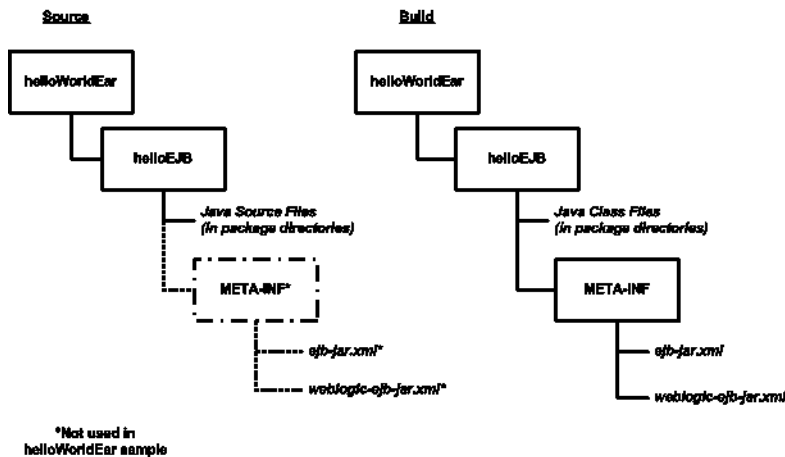 Source
helloWorldEar
helloEJB
Java Source Files
(in package directories)
META-INF*
ejb-jar.xml*
weblogic-ejb-jar.xml*
*Not used in
helloWorldEar sample
Build
helloWorldEar
helloEJB
Java Class Files
(in package directories)
META-INF
ejb-jar.xml
weblogic-ejb-jar.xml